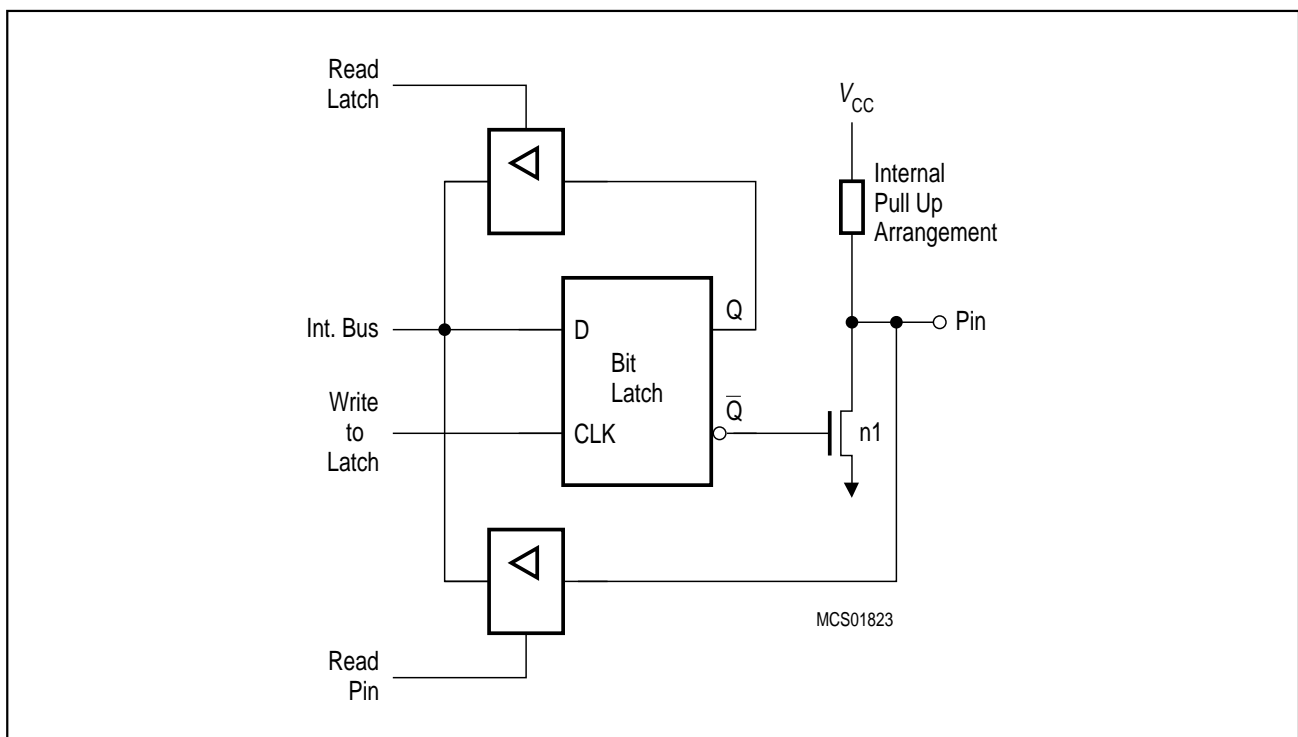 Read
Latch
V_CC
Internal
Pull Up
Arrangement
Q
Int. Bus
D
Pin
Bit
Latch
Q̅
Write
to
Latch
CLK
n1
MCS01823
Read
Pin